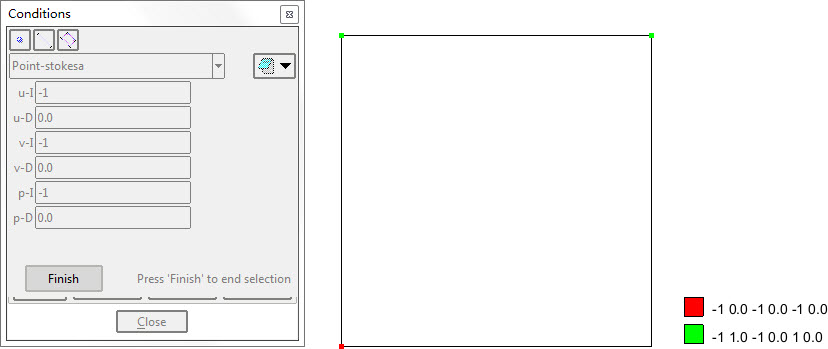 Conditions
Point-stokesa
u-I -1
u-D 0.0
v-I -1
v-D 0.0
p-I -1
p-D 0.0
Finish Press 'Finish' to end selection
Close
-1 0.0 -1 0.0 -1 0.0
-1 1.0 -1 0.0 1 0.0